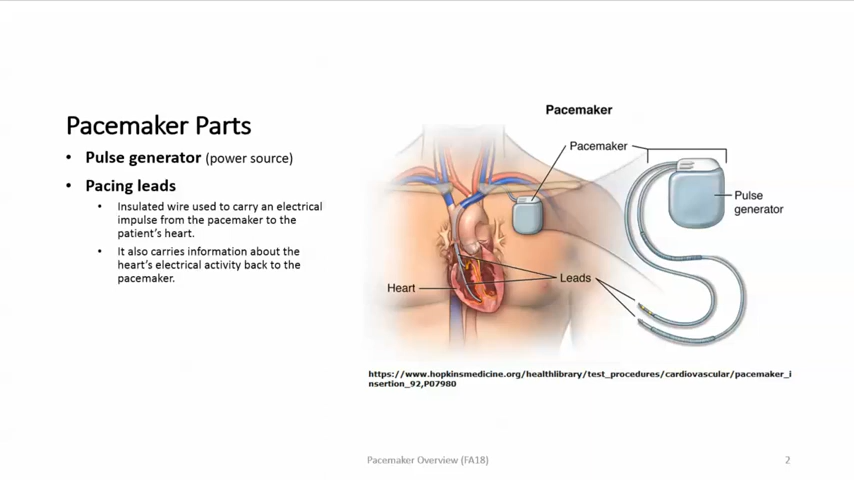 Pacemaker Parts
• Pulse generator (power source)
• Pacing leads
• Insulated wire used to carry an electrical
impulse from the pacemaker to the
patient's heart.
• It also carries information about the
heart's electrical activity back to the
pacemaker.
Pacemaker
Pacemaker
Pulse
generator
Leads
Heart
https://www.hopkinsmedicine.org/healthlibrary/test_procedures/cardiovascular/pacemaker_i
nsertion_92,P07980
Pacemaker Overview (FA18)
2